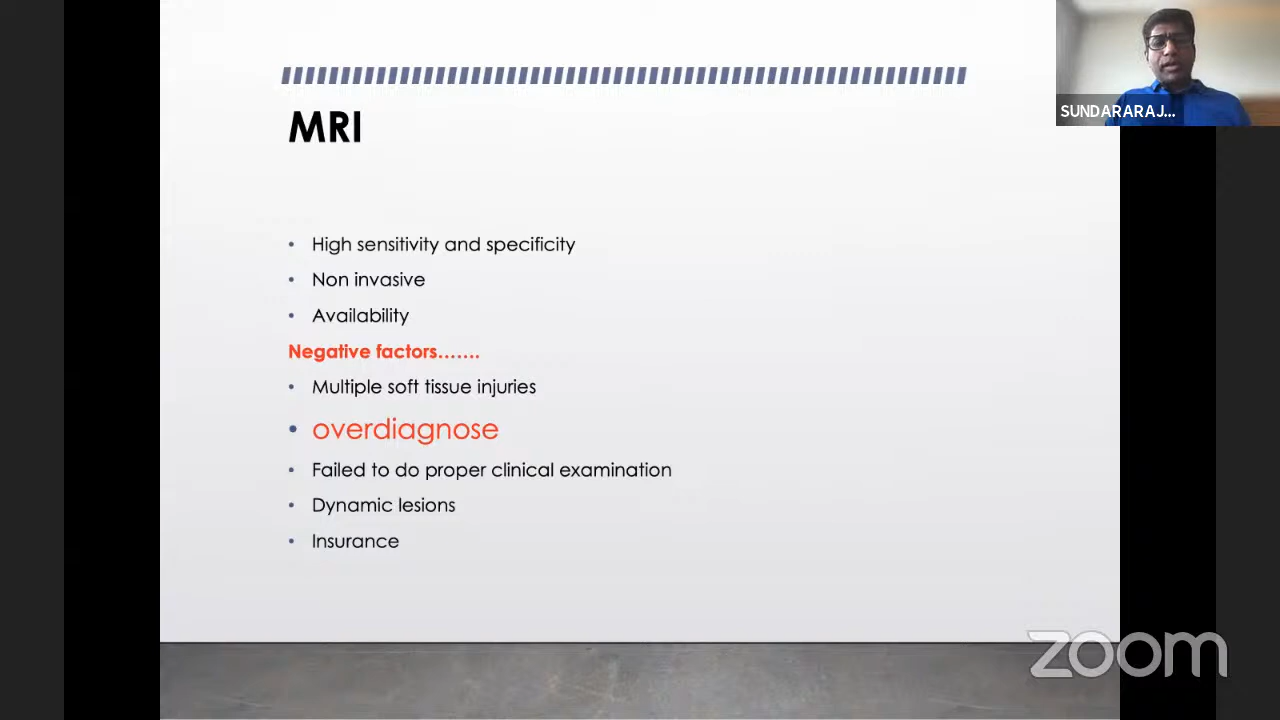 SUNDARARAJ...
MRI
• High sensitivity and specificity
• Non invasive
• Availability
Negative factors…….
• Multiple soft tissue injuries
• overdiagnose
• Failed to do proper clinical examination
• Dynamic lesions
• Insurance
zoom